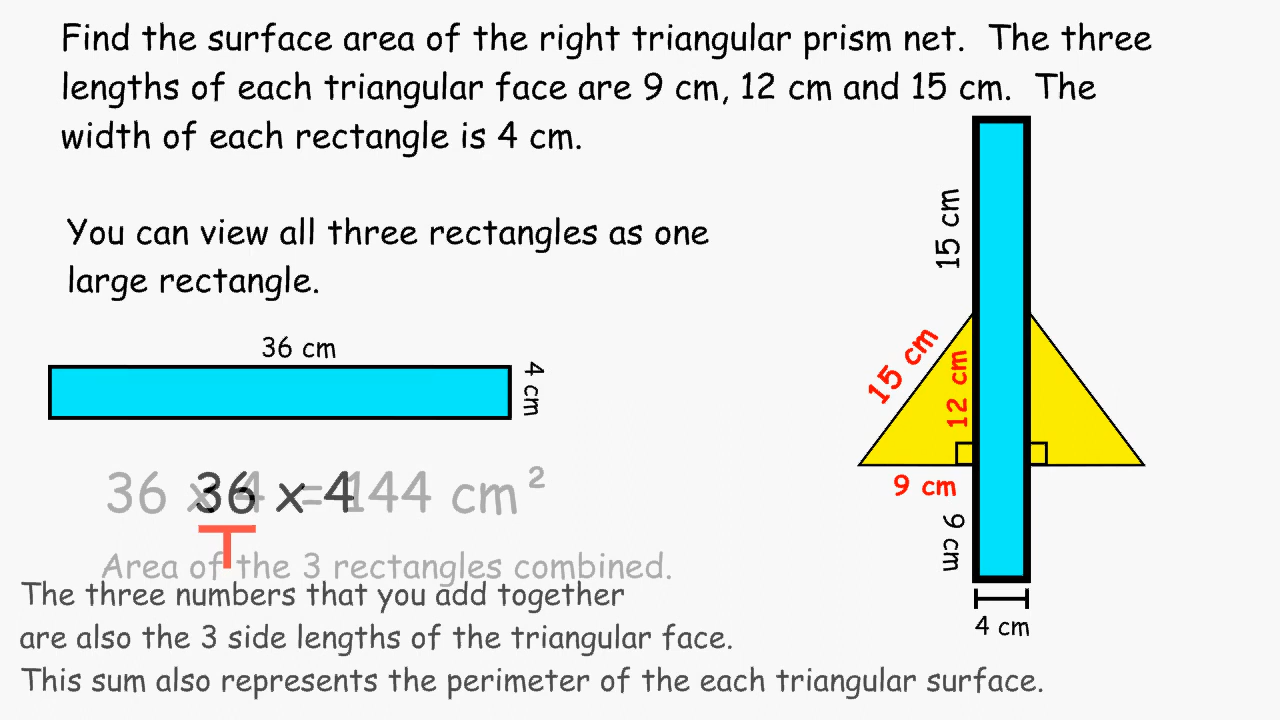 Find the surface area of the right triangular prism net. The three
lengths of each triangular face are 9 cm, 12 cm and 15 cm. The
width of each rectangle is 4 cm.
You can view all three rectangles as one
large rectangle.
36 cm
4 cm
36 x 4 = 144 cm²
36 x 4
Area of the 3 rectangles combined.
The three numbers that you add together
are also the 3 side lengths of the triangular face.
This sum also represents the perimeter of the each triangular surface.
15 cm
15 cm
12 cm
9 cm
9 cm
4 cm